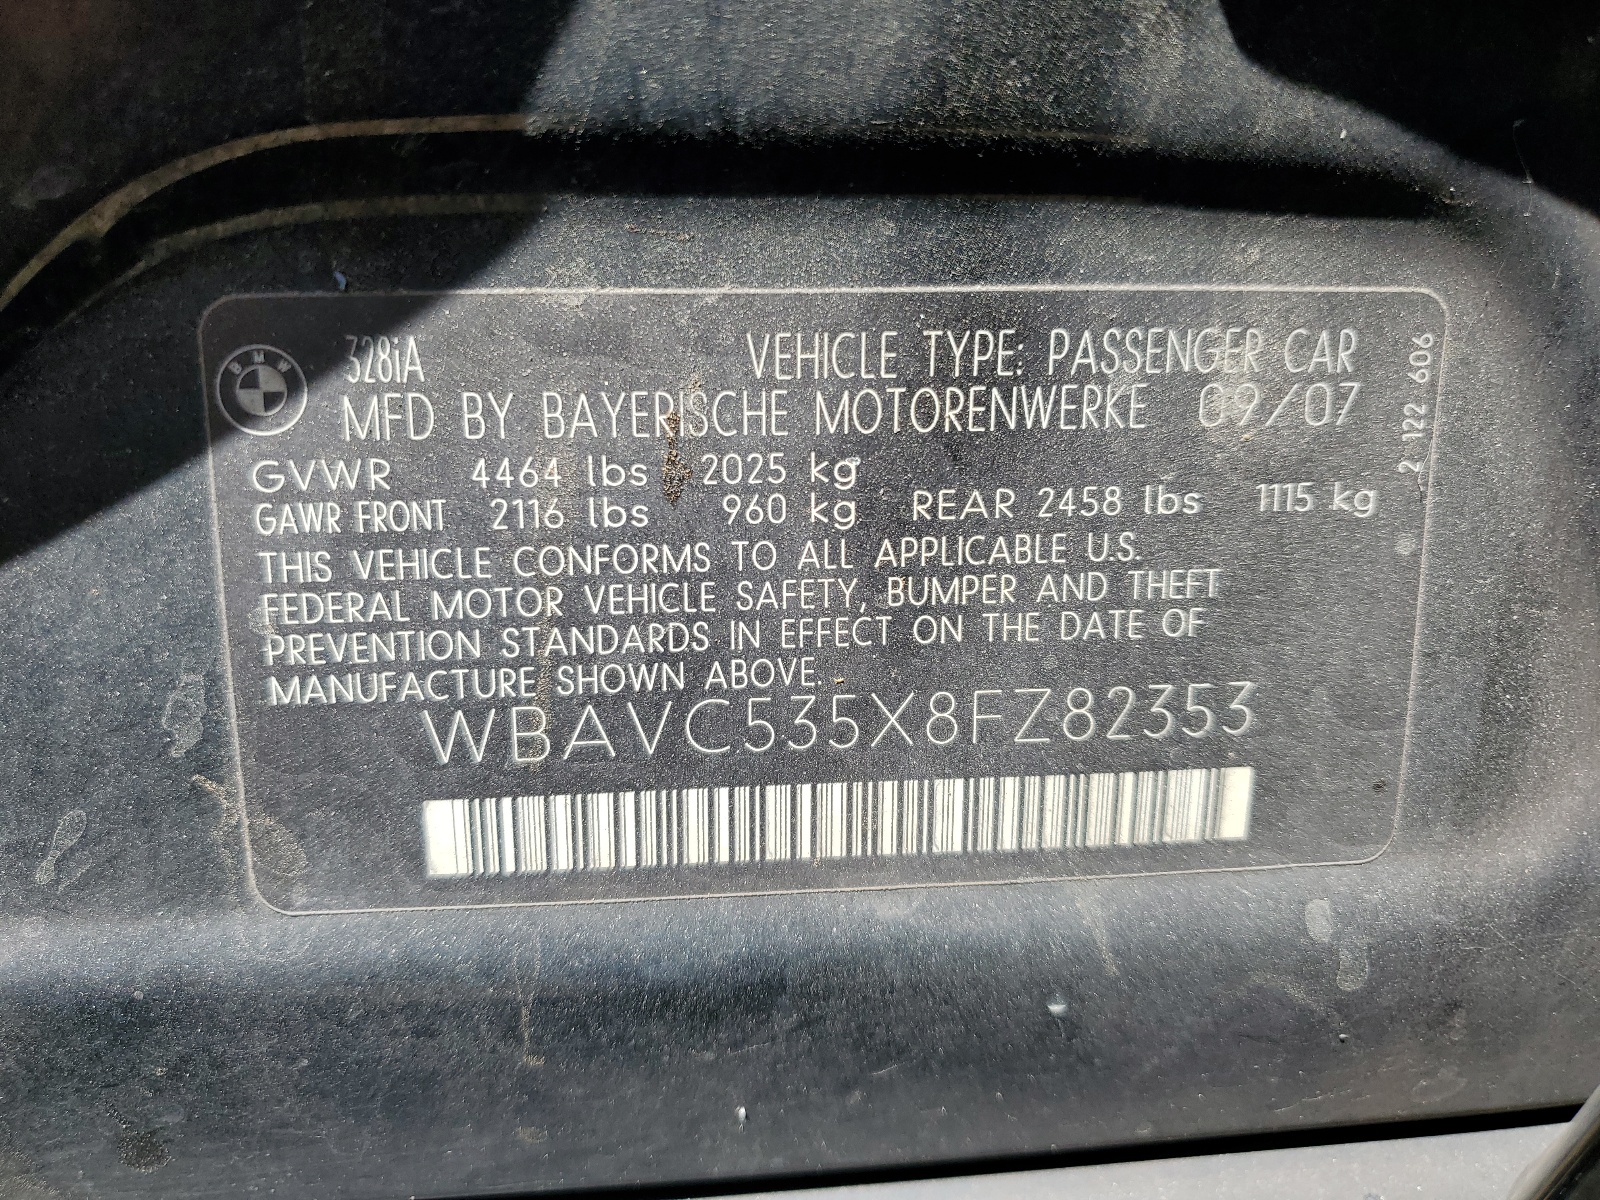 BMW
328iA VEHICLE TYPE: PASSENGER CAR
MFD BY BAYERISCHE MOTORENWERKE 09/07
GVWR 4464 lbs 2025 kg
GAWR FRONT 2116 lbs 960 kg REAR 2458 lbs 1115 kg
THIS VEHICLE CONFORMS TO ALL APPLICABLE U.S.
FEDERAL MOTOR VEHICLE SAFETY, BUMPER AND THEFT
PREVENTION STANDARDS IN EFFECT ON THE DATE OF
MANUFACTURE SHOWN ABOVE.
WBAVC535X8FZ82353
2 122 606